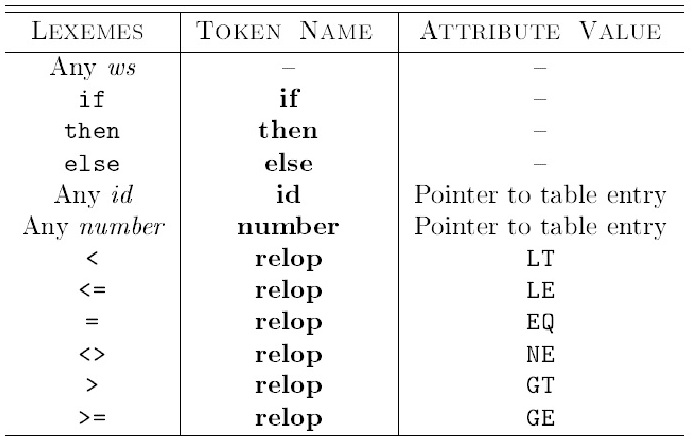 LEXEMES TOKEN NAME ATTRIBUTE VALUE
Any ws – –
if if –
then then –
else else –
Any id id Pointer to table entry
Any number number Pointer to table entry
< relop LT
<= relop LE
= relop EQ
<> relop NE
> relop GT
>= relop GE